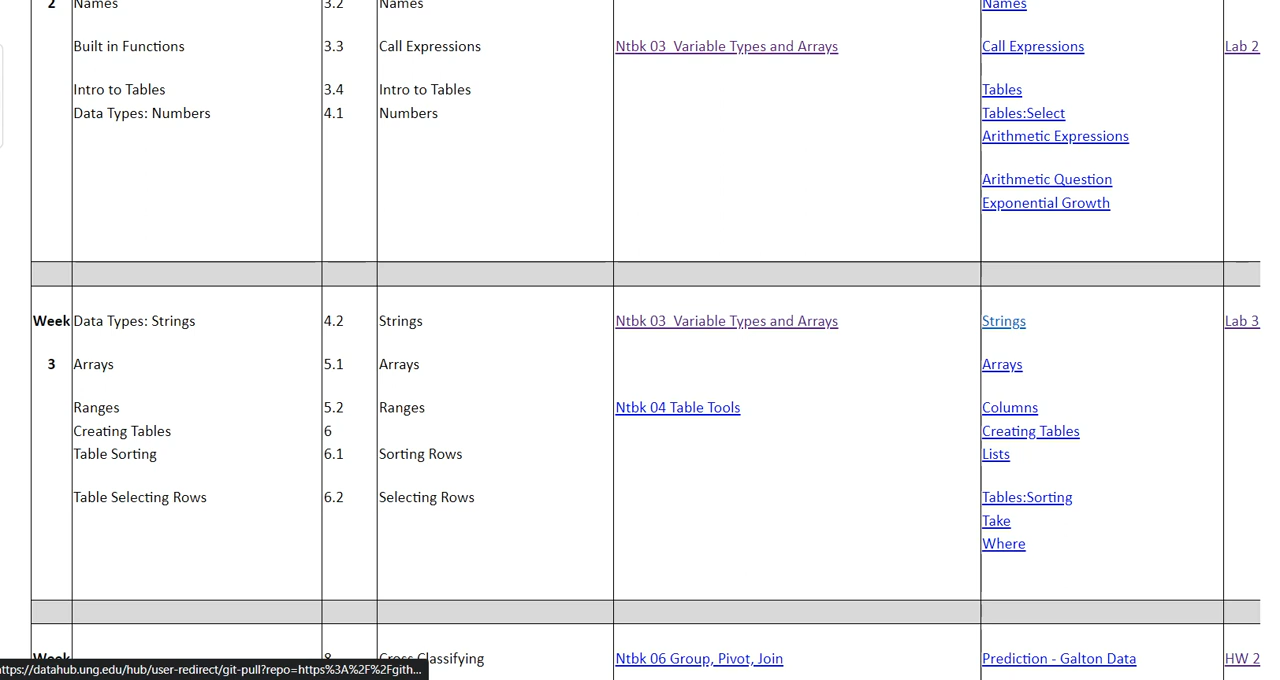 2 Names 3.2 Names Names
Built in Functions 3.3 Call Expressions Ntbk 03 Variable Types and Arrays Call Expressions Lab 2
Intro to Tables 3.4 Intro to Tables Tables
Data Types: Numbers 4.1 Numbers Tables:Select
Arithmetic Expressions
Arithmetic Question
Exponential Growth
Week Data Types: Strings 4.2 Strings Ntbk 03 Variable Types and Arrays Strings Lab 3
3 Arrays 5.1 Arrays Arrays
Ranges 5.2 Ranges Ntbk 04 Table Tools Columns
Creating Tables 6 Creating Tables
Table Sorting 6.1 Sorting Rows Lists
Table Selecting Rows 6.2 Selecting Rows Tables:Sorting
Take
Where
Week 8 Cross Classifying Ntbk 06 Group, Pivot, Join Prediction - Galton Data HW 2
ttps://datahub.ung.edu/hub/user-redirect/git-pull?repo=https%3A%2F%2Fgith...